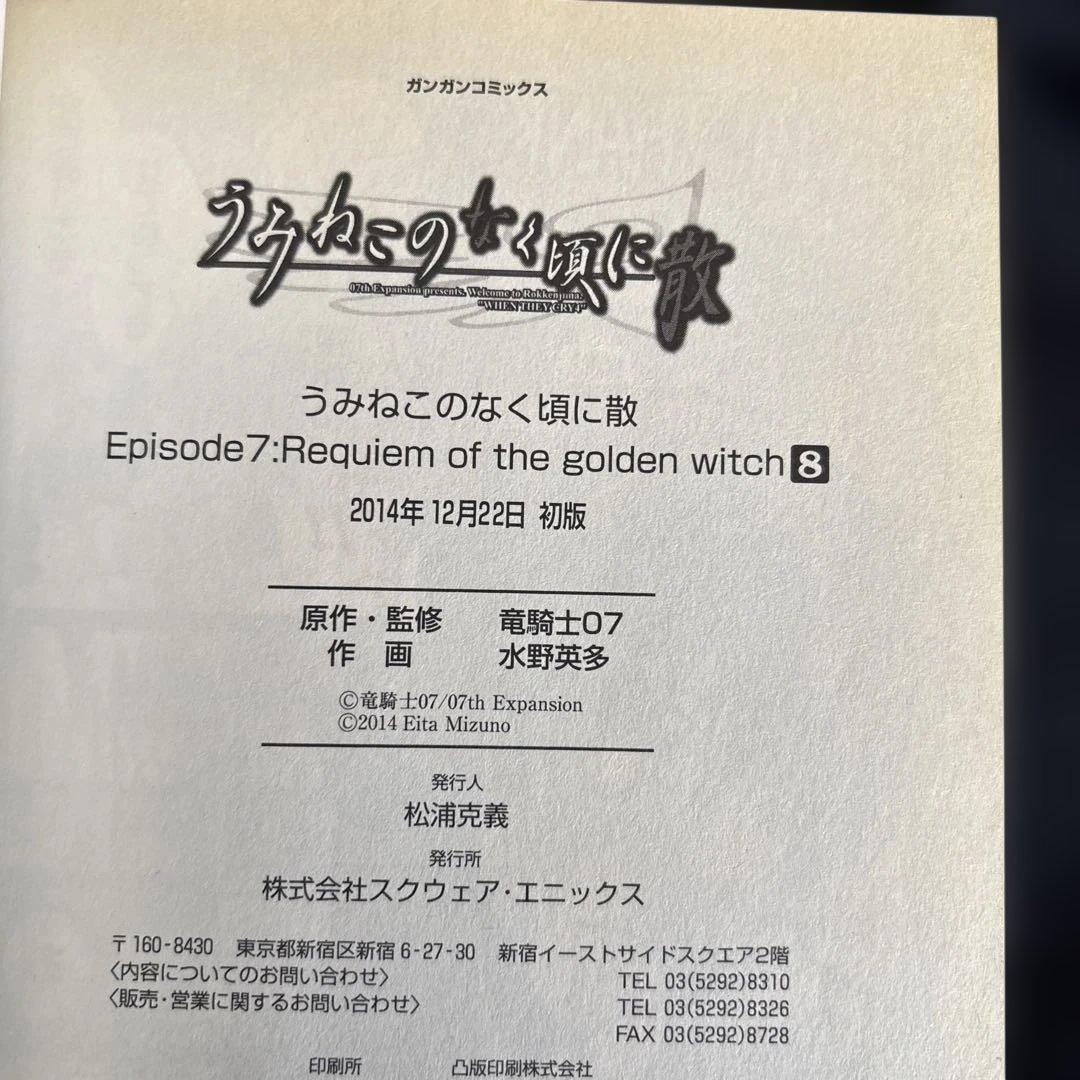 ガンガンコミックス
うみねこのなく頃に散
07th Expansion presents. Welcome to Rokkenjima.
"WHEN THEY CRY4"
うみねこのなく頃に散
Episode7:Requiem of the golden witch8
2014年12月22日 初版
原作・監修 竜騎士07
作 画 水野英多
©竜騎士07/07th Expansion
©2014 Eita Mizuno
発行人
松浦克義
発行所
株式会社スクウェア・エニックス
〒160-8430 東京都新宿区新宿6-27-30 新宿イーストサイドスクエア2階
〈内容についてのお問い合わせ〉 TEL 03(5292)8310
〈販売・営業に関するお問い合わせ〉 TEL 03(5292)8326
FAX 03(5292)8728
印刷所 凸版印刷株式会社